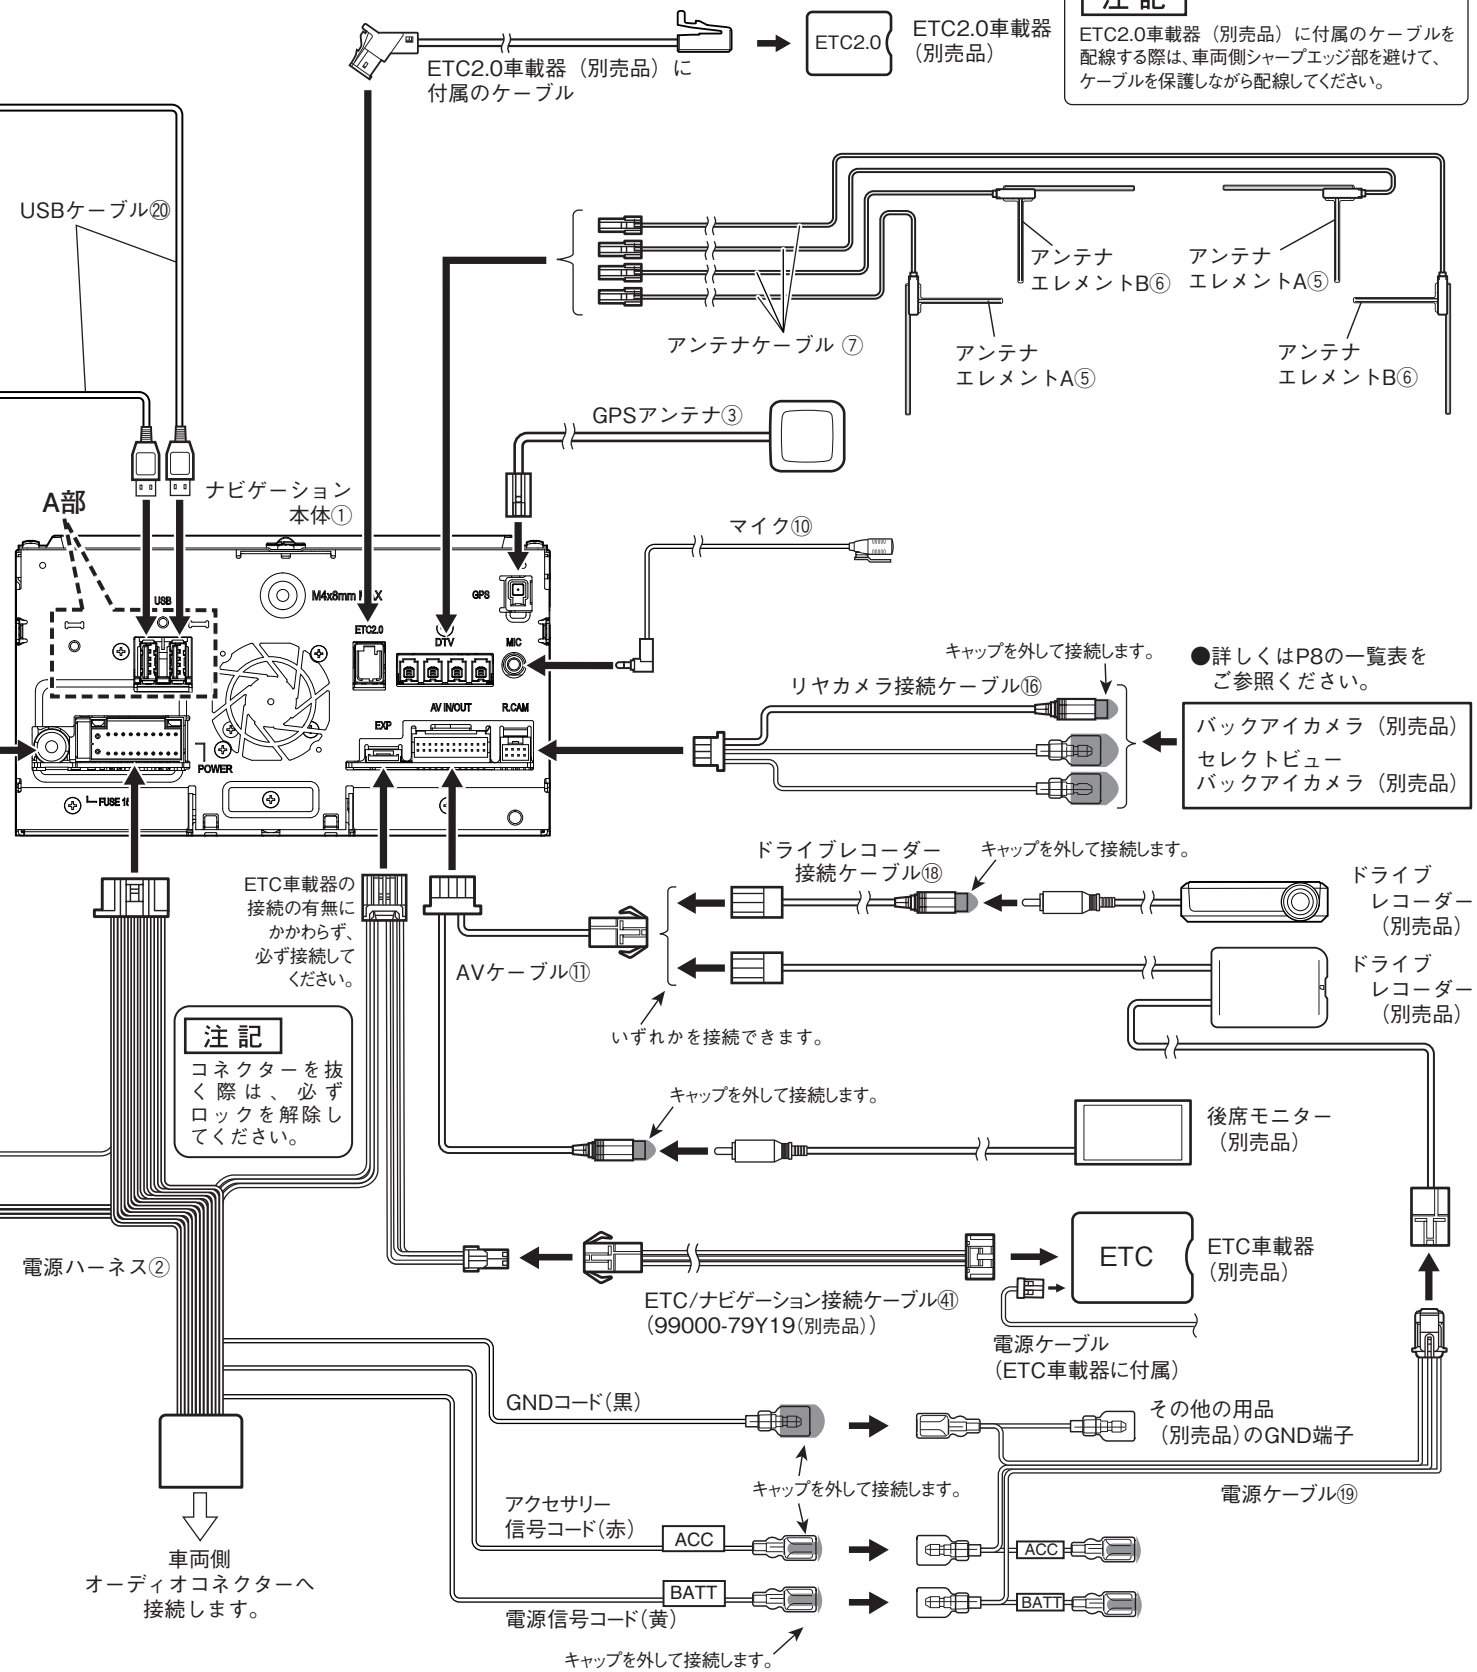 ETC2.0
ETC2.0車載器
（別売品）
ETC2.0車載器（別売品）に
付属のケーブル
注 記
ETC2.0車載器（別売品）に付属のケーブルを
配線する際は、車両側シャープエッジ部を避けて、
ケーブルを保護しながら配線してください。
USBケーブル⑳
アンテナ
エレメントB⑥
アンテナ
エレメントA⑤
アンテナケーブル ⑦
アンテナ
エレメントA⑤
アンテナ
エレメントB⑥
GPSアンテナ③
A部
ナビゲーション
本体①
マイク⑩
USB
M4x8mm MAX
GPS
ETC2.0
DTV
MIC
EXP
AV IN/OUT
R.CAM
POWER
FUSE 15
キャップを外して接続します。
リヤカメラ接続ケーブル⑯
●詳しくはP8の一覧表を
ご参照ください。
バックアイカメラ（別売品）
セレクトビュー
バックアイカメラ（別売品）
ETC車載器の
接続の有無に
かかわらず、
必ず接続して
ください。
ドライブレコーダー
接続ケーブル⑱
キャップを外して接続します。
ドライブ
レコーダー
（別売品）
AVケーブル⑪
ドライブ
レコーダー
（別売品）
いずれかを接続できます。
注 記
コネクターを抜
く際は、必ず
ロックを解除し
てください。
キャップを外して接続します。
後席モニター
（別売品）
電源ハーネス②
ETC
ETC車載器
（別売品）
ETC/ナビゲーション接続ケーブル㊶
（99000-79Y19（別売品））
電源ケーブル
（ETC車載器に付属）
GNDコード（黒）
その他の用品
（別売品）のGND端子
キャップを外して接続します。
電源ケーブル⑲
アクセサリー
信号コード（赤）
ACC
ACC
車両側
オーディオコネクターへ
接続します。
BATT
BATT
電源信号コード（黄）
キャップを外して接続します。